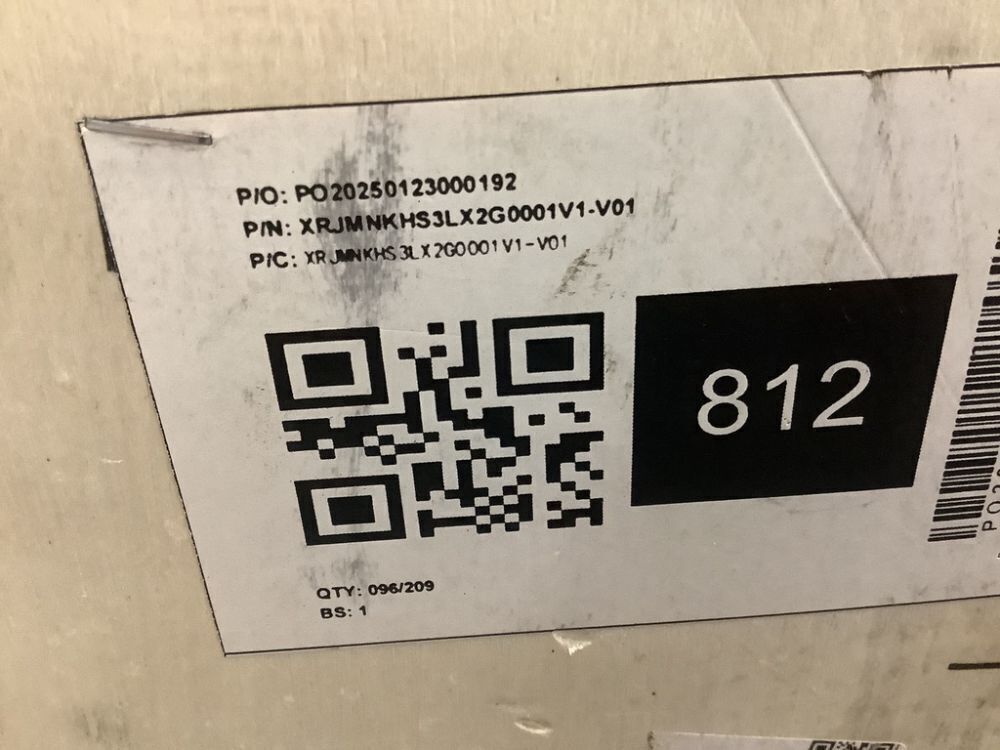 P/O: PO20250123000192
P/N: XRJMNKHS3LX2G0001V1-V01
P/C: XRJMNKHS3LX2G0001V1-V01
812
QTY: 096/209
BS: 1